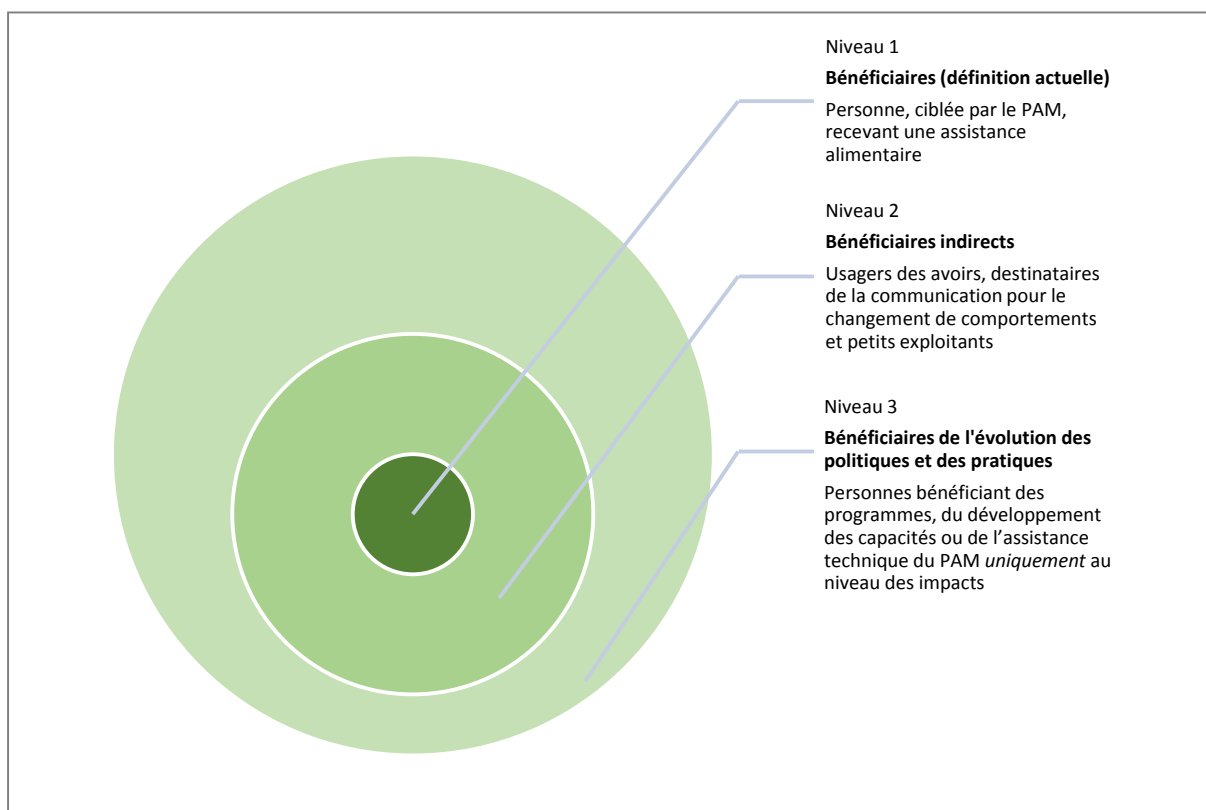 Niveau 1
Bénéficiaires (définition actuelle)
Personne, ciblée par le PAM,
recevant une assistance
alimentaire
Niveau 2
Bénéficiaires indirects
Usagers des avoirs, destinataires
de la communication pour le
changement de comportements
et petits exploitants
Niveau 3
Bénéficiaires de l'évolution des
politiques et des pratiques
Personnes bénéficiant des
programmes, du développement
des capacités ou de l’assistance
technique du PAM uniquement au
niveau des impacts